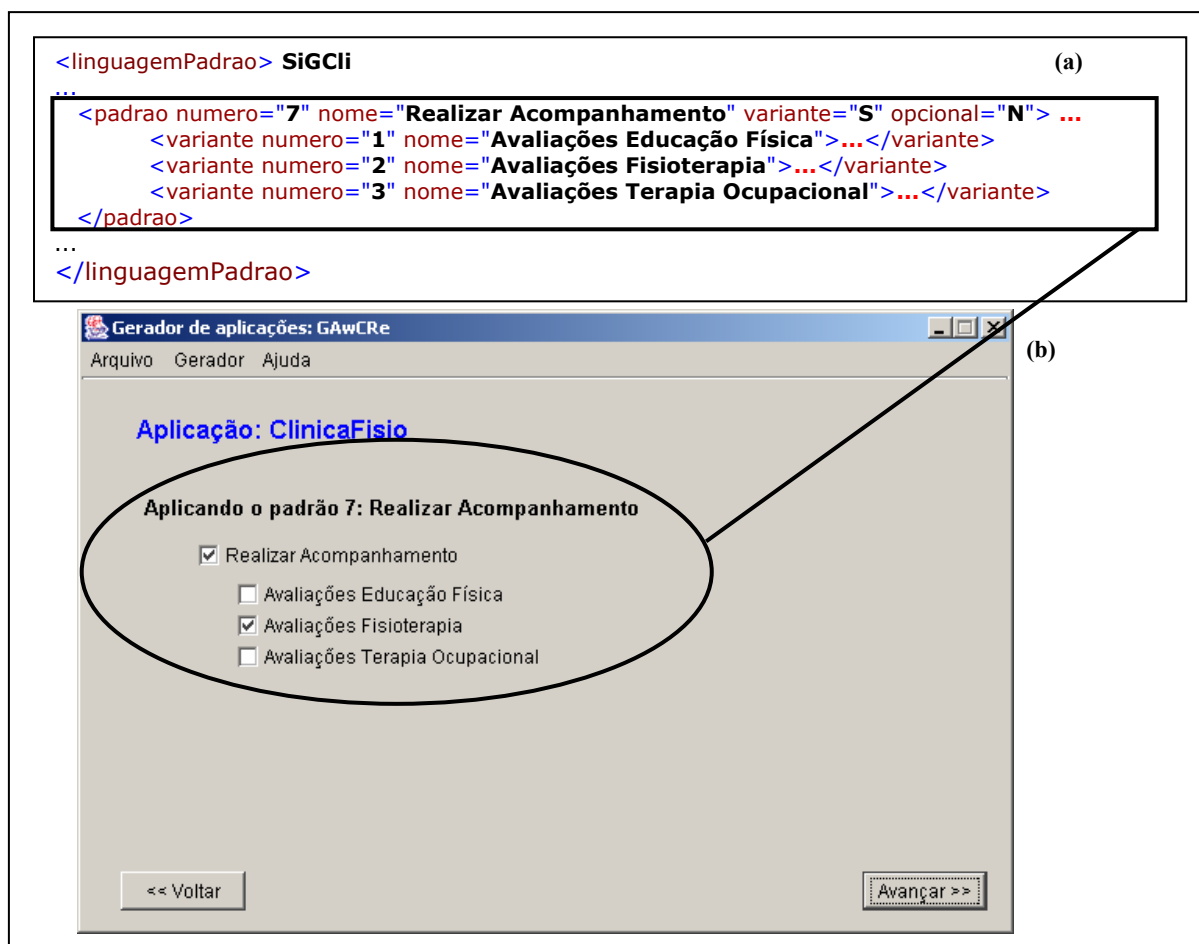 <linguagemPadrao> SiGCli
(a)
...
<padrao numero="7" nome="Realizar Acompanhamento" variante="S" opcional="N"> ...
<variante numero="1" nome="Avaliações Educação Física">...</variante>
<variante numero="2" nome="Avaliações Fisioterapia">...</variante>
<variante numero="3" nome="Avaliações Terapia Ocupacional">...</variante>
</padrao>
...
</linguagemPadrao>
Gerador de aplicações: GAwCRe
(b)
Arquivo Gerador Ajuda
Aplicação: ClinicaFisio
Aplicando o padrão 7: Realizar Acompanhamento
Realizar Acompanhamento
Avaliações Educação Física
Avaliações Fisioterapia
Avaliações Terapia Ocupacional
<< Voltar
Avançar >>